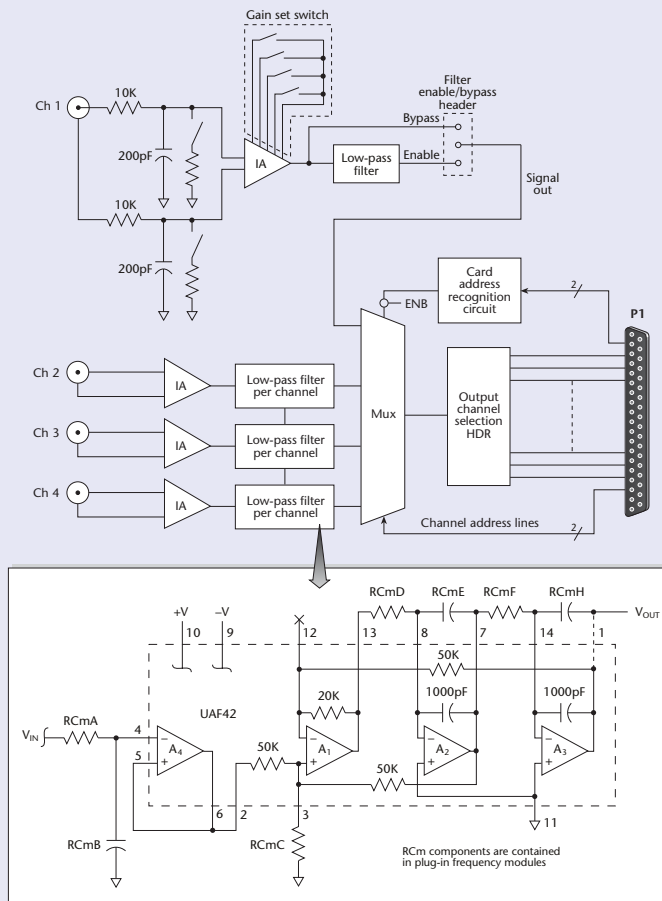 Gain set switch
Ch 1
10K
200pF
10K
200pF
IA
Filter
enable/bypass
header
Bypass
Low-pass
filter
Enable
Signal
out
Card
address
recognition
circuit
2
P1
ENB
Ch 2
IA
Low-pass filter
per channel
Mux
Output
channel
selection
HDR
Ch 3
IA
Low-pass filter
per channel
Ch 4
IA
Low-pass filter
per channel
Channel address lines
2
RCmD
RCmE
RCmF
RCmH
VOUT
+V
–V
10
9
12
13
8
7
14
1
50K
20K
1000pF
1000pF
UAF42
RCmA
VIN
4
5
–
A4
+
50K
–
A1
+
–
A2
+
–
A3
+
50K
6
2
3
11
RCmB
RCmC
RCm components are contained
in plug-in frequency modules